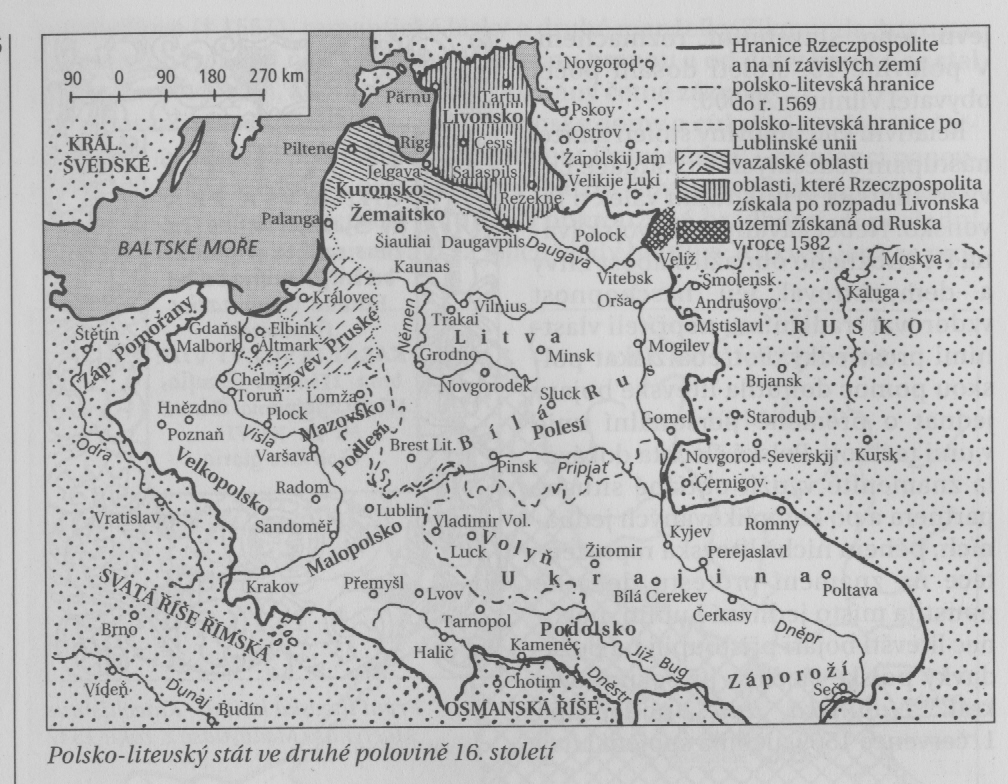 90 0 90 180 270 km
Hranice Rzeczpospolite
a na ní závislých zemí
polsko-litevská hranice
do r. 1569
polsko-litevská hranice po
Lublinské unii
vazalské oblasti
oblasti, které Rzeczpospolita
získala po rozpadu Livonska
území získaná od Ruska
v roce 1582
KRÁL.
ŠVÉDSKÉ
BALTSKÉ MOŘE
Novgorod
Pärnu
Tartu
Pskov
Livonsko
Ostrov
Piltene
Riga
Cesis
Zapolskij Jam
Jelgava
Salaspils
Velikije Luki
Kuronsko
Rezekne
Palanga
Žemaitsko
Šiauliai
Daugavpils
Daugava
Polock
Veliž
Vitebsk
Smolensk
Moskva
Kaunas
Kaluga
Královec
Němen
Trakai
Vilnius
Orša
Andrušovo
Mstislavl
RUSKO
Štětín
Záp. Pomořany
Gdaňsk
Elbink
Malbork
Altmark
věv. Pruské
Litva
Grodno
Minsk
Mogilev
Chelmno
Toruň
Lomža
Novgorodek
Brjansk
Hnězdno
Plock
Mazovsko
Sluck
Bílá Rus
Polesí
Gomel
Starodub
Poznaň
Visla
Varšava
Podlesí
Brest Lit.
Odra
Pinsk
Pripjať
Novgorod-Severskij
Kursk
Velkopolsko
Radom
Černigov
Vratislav
Lublin
Sandoměř
Vladimir Vol.
Romny
Malopolsko
Luck
Volyň
Kyjev
Žitomir
Perejaslavl
Krakov
Přemyšl
Ukrajina
SVATÁ ŘÍŠE ŘÍMSKÁ
Lvov
Bílá Cerekev
Poltava
Čerkasy
Brno
Tarnopol
Podolsko
Dněpr
Halič
Kamenec
Již. Bug
Vídeň
Dunaj
Chotim
Dněstr
Záporoží
Seč
Budín
OSMANSKÁ ŘÍŠE
Polsko-litevský stát ve druhé polovině 16. století